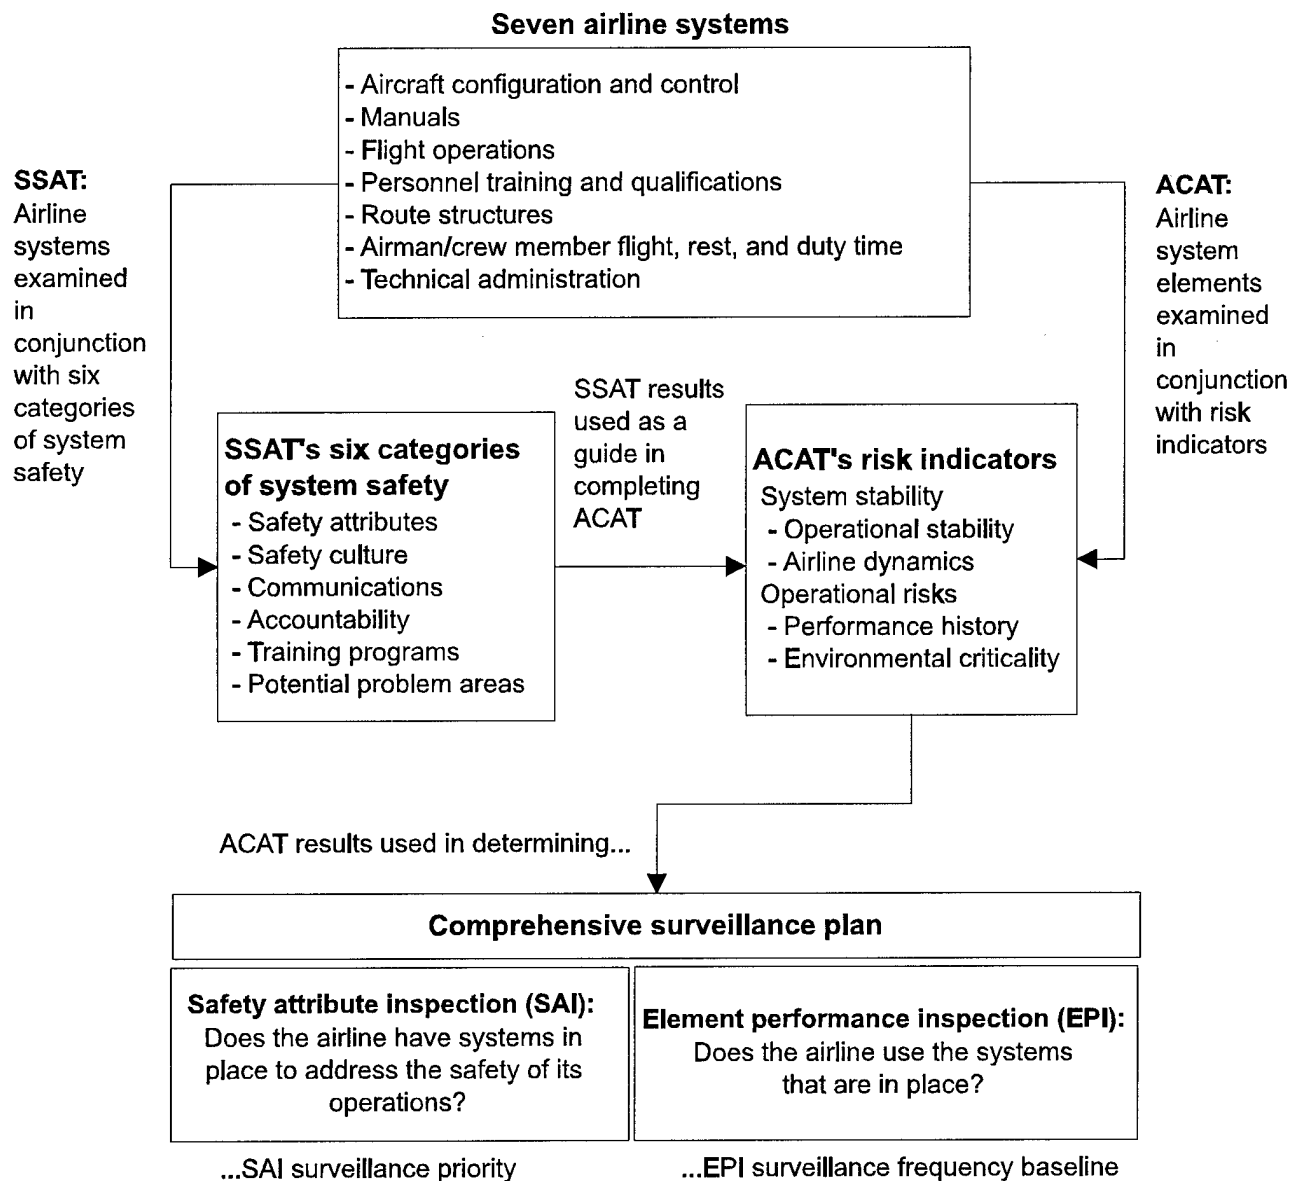 Seven airline systems
- Aircraft configuration and control
- Manuals
- Flight operations
- Personnel training and qualifications
- Route structures
- Airman/crew member flight, rest, and duty time
- Technical administration
SSAT:
Airline
systems
examined
in
conjunction
with six
categories
of system
safety
ACAT:
Airline
system
elements
examined
in
conjunction
with risk
indicators
SSAT's six categories
of system safety
- Safety attributes
- Safety culture
- Communications
- Accountability
- Training programs
- Potential problem areas
SSAT results
used as a
guide in
completing
ACAT
ACAT's risk indicators
System stability
- Operational stability
- Airline dynamics
Operational risks
- Performance history
- Environmental criticality
ACAT results used in determining...
Comprehensive surveillance plan
Safety attribute inspection (SAI):
Does the airline have systems in
place to address the safety of its
operations?
Element performance inspection (EPI):
Does the airline use the systems
that are in place?
...SAI surveillance priority
...EPI surveillance frequency baseline